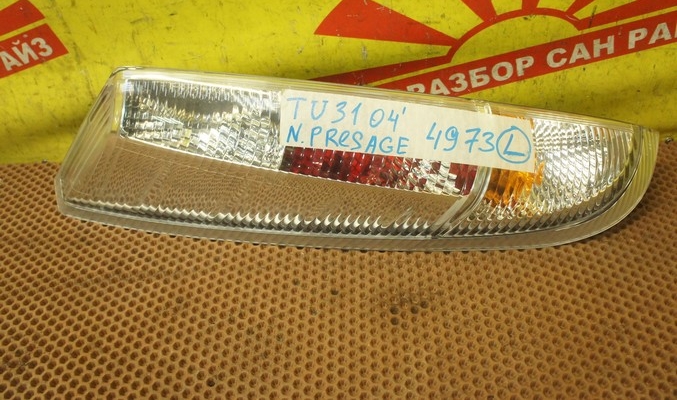 АЙЗ
РАЗБОР САН РАЙ
TU31 04'
N.PRESAGE 4973 L